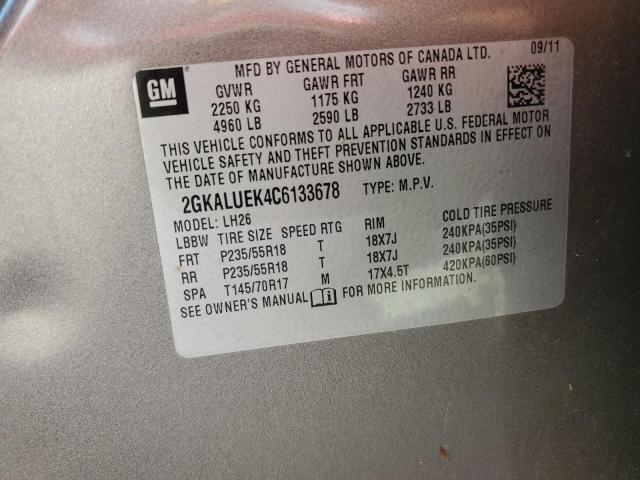 GM
MFD BY GENERAL MOTORS OF CANADA LTD. 09/11
GVWR GAWR FRT GAWR RR
2250 KG 1175 KG 1240 KG
4960 LB 2590 LB 2733 LB
THIS VEHICLE CONFORMS TO ALL APPLICABLE U.S. FEDERAL MOTOR
VEHICLE SAFETY AND THEFT PREVENTION STANDARDS IN EFFECT ON
THE DATE OF MANUFACTURE SHOWN ABOVE.
2GKALUEK4C6133678 TYPE: M.P.V.
MODEL: LH26
LBBW TIRE SIZE SPEED RTG RIM COLD TIRE PRESSURE
FRT P235/55R18 T 18X7J 240KPA(35PSI)
RR P235/55R18 T 18X7J 240KPA(35PSI)
SPA T145/70R17 M 17X4.5T 420KPA(60PSI)
SEE OWNER'S MANUAL FOR MORE INFORMATION.